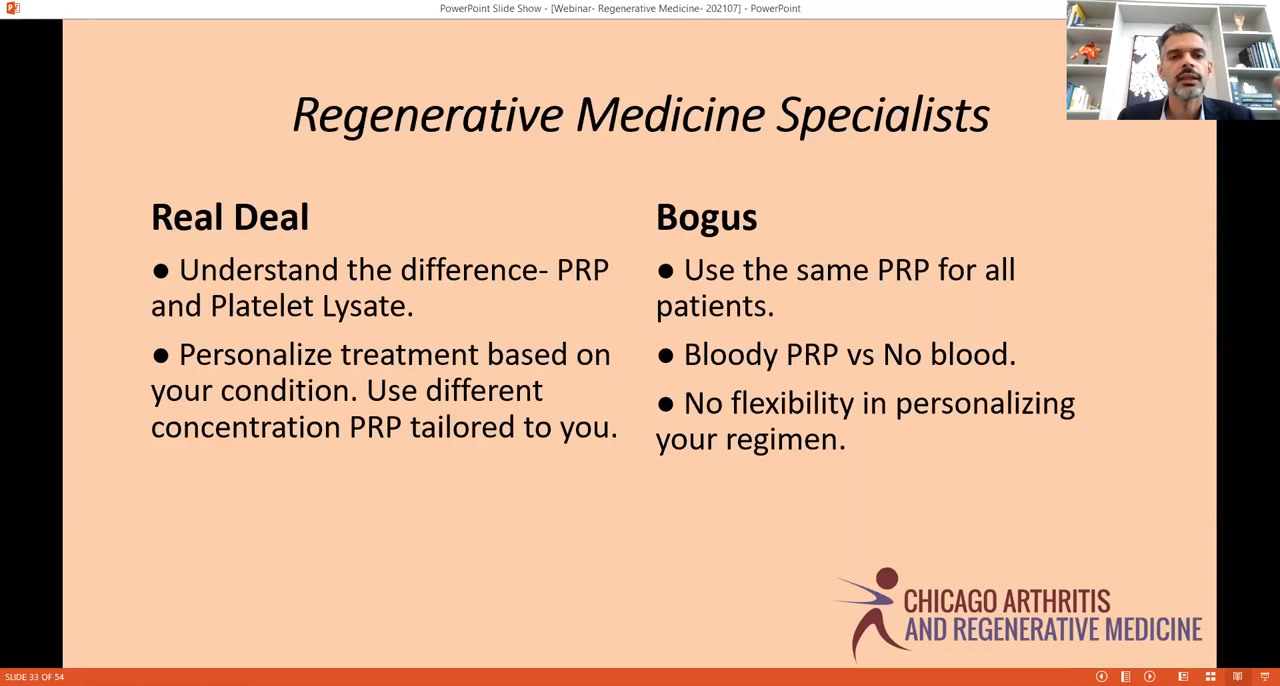 PowerPoint Slide Show - [Webinar- Regenerative Medicine- 202107] - PowerPoint
Regenerative Medicine Specialists
Real Deal
● Understand the difference- PRP
and Platelet Lysate.
● Personalize treatment based on
your condition. Use different
concentration PRP tailored to you.
Bogus
● Use the same PRP for all
patients.
● Bloody PRP vs No blood.
● No flexibility in personalizing
your regimen.
CHICAGO ARTHRITIS
AND REGENERATIVE MEDICINE
SLIDE 33 OF 54